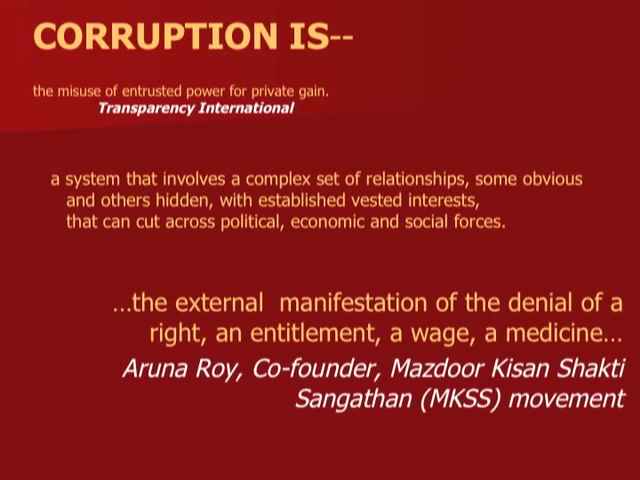 CORRUPTION IS--
the misuse of entrusted power for private gain.
Transparency International
a system that involves a complex set of relationships, some obvious
and others hidden, with established vested interests,
that can cut across political, economic and social forces.
…the external  manifestation of the denial of a
right, an entitlement, a wage, a medicine…
Aruna Roy, Co-founder, Mazdoor Kisan Shakti
Sangathan (MKSS) movement